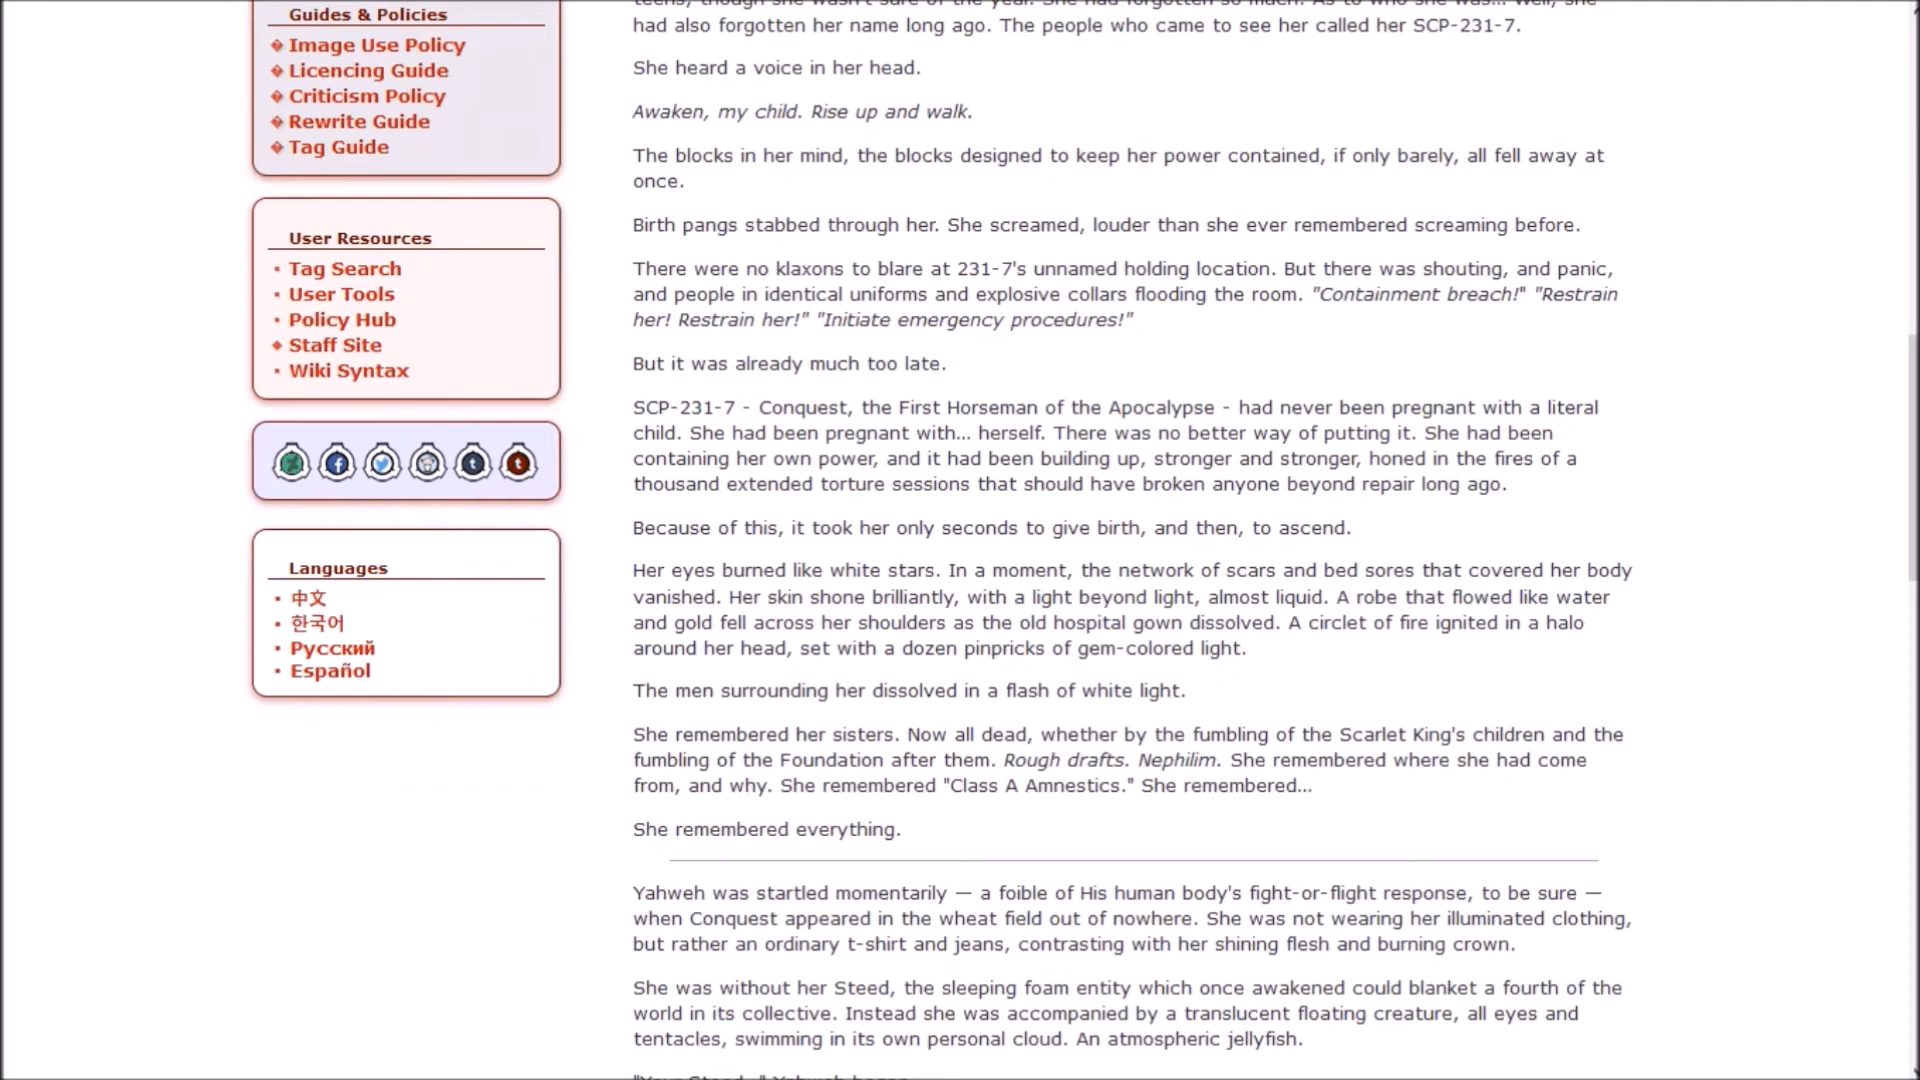 Guides & Policies
Image Use Policy
Licencing Guide
Criticism Policy
Rewrite Guide
Tag Guide
User Resources
Tag Search
User Tools
Policy Hub
Staff Site
Wiki Syntax
Languages
中文
한국어
Русский
Español
had also forgotten her name long ago. The people who came to see her called her SCP-231-7.
She heard a voice in her head.
Awaken, my child. Rise up and walk.
The blocks in her mind, the blocks designed to keep her power contained, if only barely, all fell away at
once.
Birth pangs stabbed through her. She screamed, louder than she ever remembered screaming before.
There were no klaxons to blare at 231-7's unnamed holding location. But there was shouting, and panic,
and people in identical uniforms and explosive collars flooding the room. "Containment breach!" "Restrain
her! Restrain her!" "Initiate emergency procedures!"
But it was already much too late.
SCP-231-7 - Conquest, the First Horseman of the Apocalypse - had never been pregnant with a literal
child. She had been pregnant with... herself. There was no better way of putting it. She had been
containing her own power, and it had been building up, stronger and stronger, honed in the fires of a
thousand extended torture sessions that should have broken anyone beyond repair long ago.
Because of this, it took her only seconds to give birth, and then, to ascend.
Her eyes burned like white stars. In a moment, the network of scars and bed sores that covered her body
vanished. Her skin shone brilliantly, with a light beyond light, almost liquid. A robe that flowed like water
and gold fell across her shoulders as the old hospital gown dissolved. A circlet of fire ignited in a halo
around her head, set with a dozen pinpricks of gem-colored light.
The men surrounding her dissolved in a flash of white light.
She remembered her sisters. Now all dead, whether by the fumbling of the Scarlet King's children and the
fumbling of the Foundation after them. Rough drafts. Nephilim. She remembered where she had come
from, and why. She remembered "Class A Amnestics." She remembered...
She remembered everything.
Yahweh was startled momentarily — a foible of His human body's fight-or-flight response, to be sure —
when Conquest appeared in the wheat field out of nowhere. She was not wearing her illuminated clothing,
but rather an ordinary t-shirt and jeans, contrasting with her shining flesh and burning crown.
She was without her Steed, the sleeping foam entity which once awakened could blanket a fourth of the
world in its collective. Instead she was accompanied by a translucent floating creature, all eyes and
tentacles, swimming in its own personal cloud. An atmospheric jellyfish.